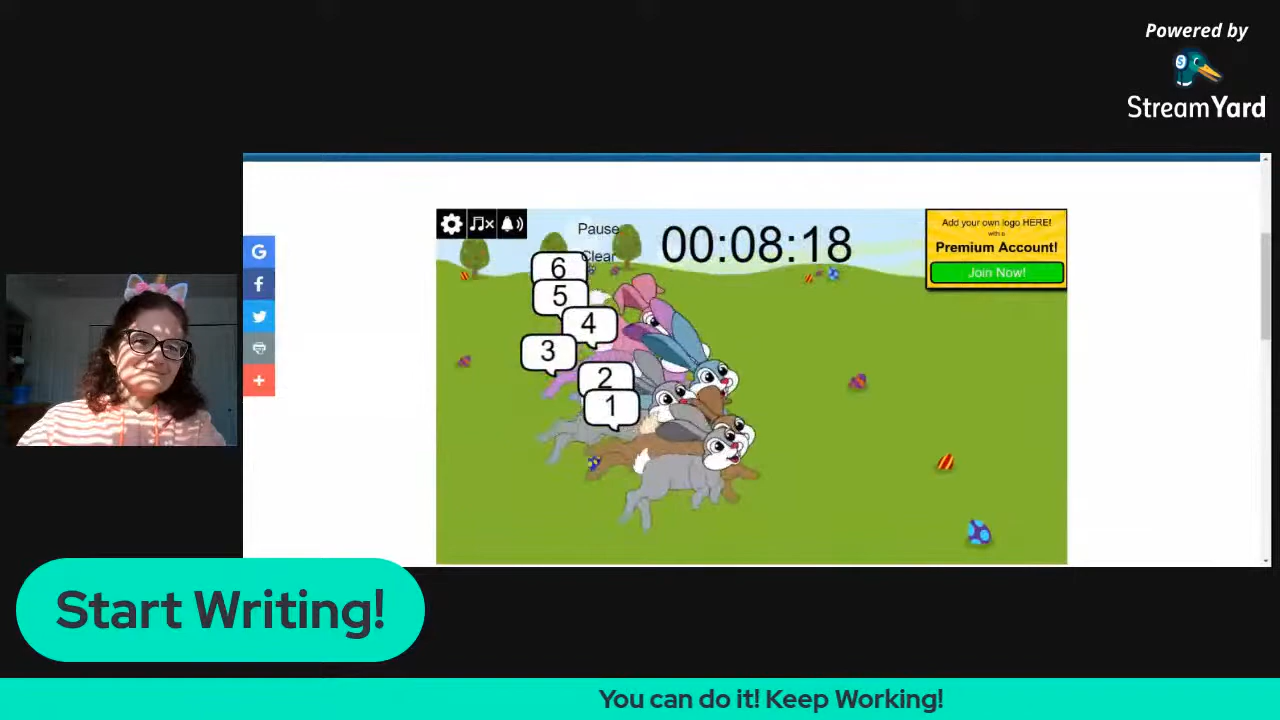 Powered by
S
StreamYard
Pause
Clear
00:08:18
Add your own logo HERE!
with a
Premium Account!
Join Now!
G
f
6
5
4
3
2
1
Start Writing!
You can do it! Keep Working!